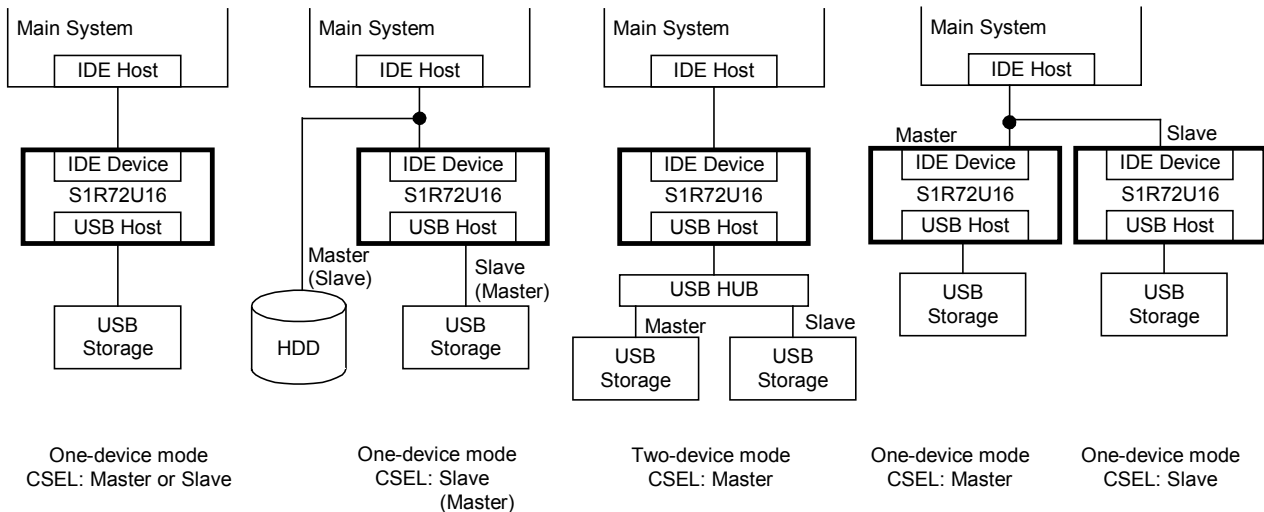 Main System
IDE Host
IDE Device
S1R72U16
USB Host
USB
Storage
One-device mode
CSEL: Master or Slave
Main System
IDE Host
IDE Device
S1R72U16
USB Host
Master
(Slave)
Slave
(Master)
HDD
USB
Storage
One-device mode
CSEL: Slave
(Master)
Main System
IDE Host
IDE Device
S1R72U16
USB Host
USB HUB
Master
Slave
USB
Storage
USB
Storage
Two-device mode
CSEL: Master
Main System
IDE Host
Master
IDE Device
S1R72U16
USB Host
USB
Storage
One-device mode
CSEL: Master
Slave
IDE Device
S1R72U16
USB Host
USB
Storage
One-device mode
CSEL: Slave